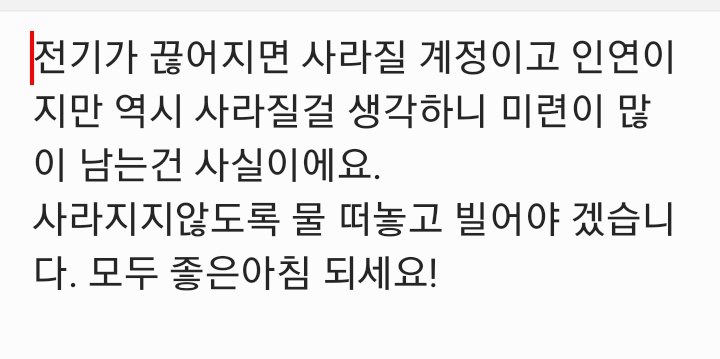 전기가 끊어지면 사라질 계정이고 인연이
지만 역시 사라질걸 생각하니 미련이 많
이 남는건 사실이에요.
사라지지않도록 물 떠놓고 빌어야 겠습니
다. 모두 좋은아침 되세요!